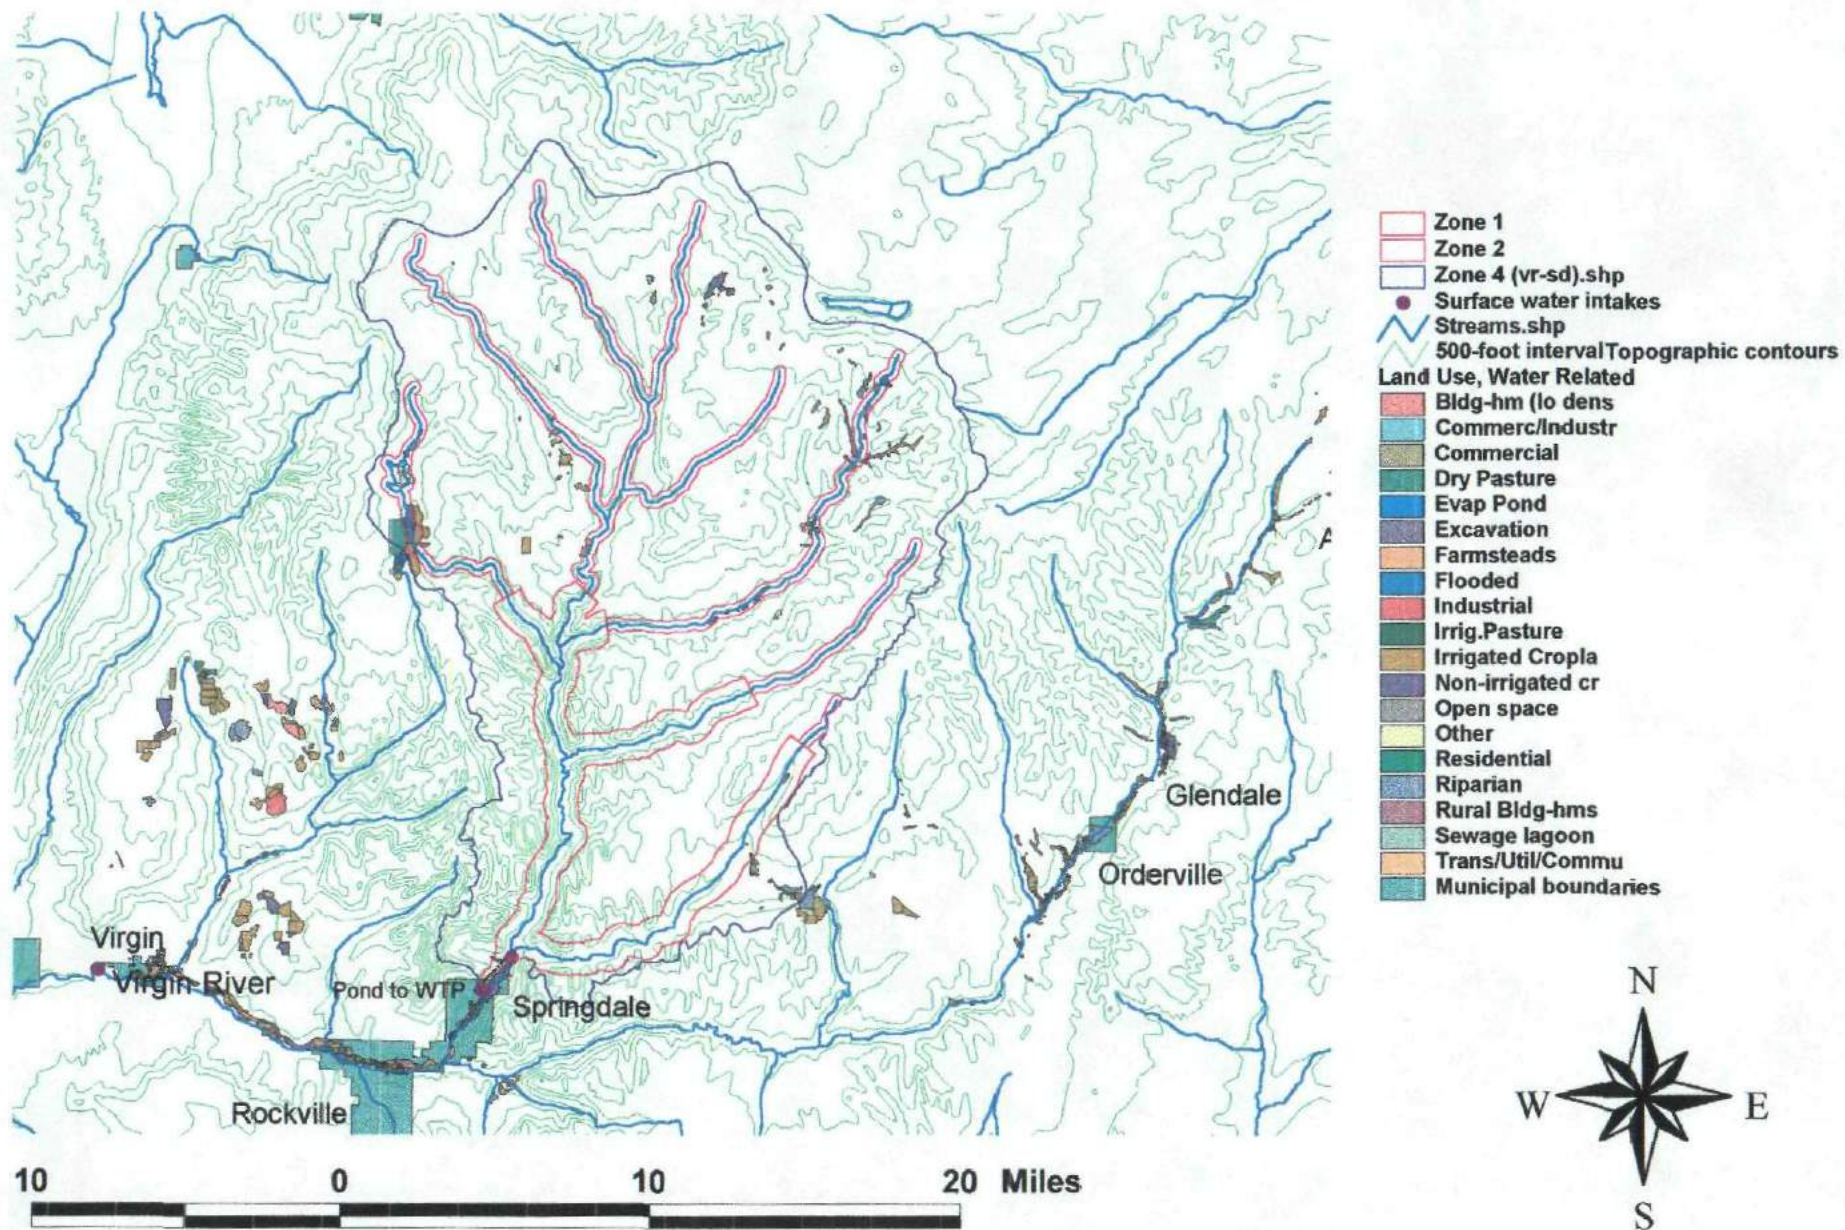 Zone 1
Zone 2
Zone 4 (vr-sd).shp
Surface water intakes
Streams.shp
500-foot intervalTopographic contours
Land Use, Water Related
Bldg-hm (lo dens
Commerc/Industr
Commercial
Dry Pasture
Evap Pond
Excavation
Farmsteads
Flooded
Industrial
Irrig.Pasture
Irrigated Cropla
Non-irrigated cr
Open space
Other
Residential
Riparian
Rural Bldg-hms
Sewage lagoon
Trans/Util/Commu
Municipal boundaries
A
Glendale
Orderville
Virgin
Virgin River
Pond to WTP
Springdale
Rockville
N
W E
S
10 0 10 20 Miles